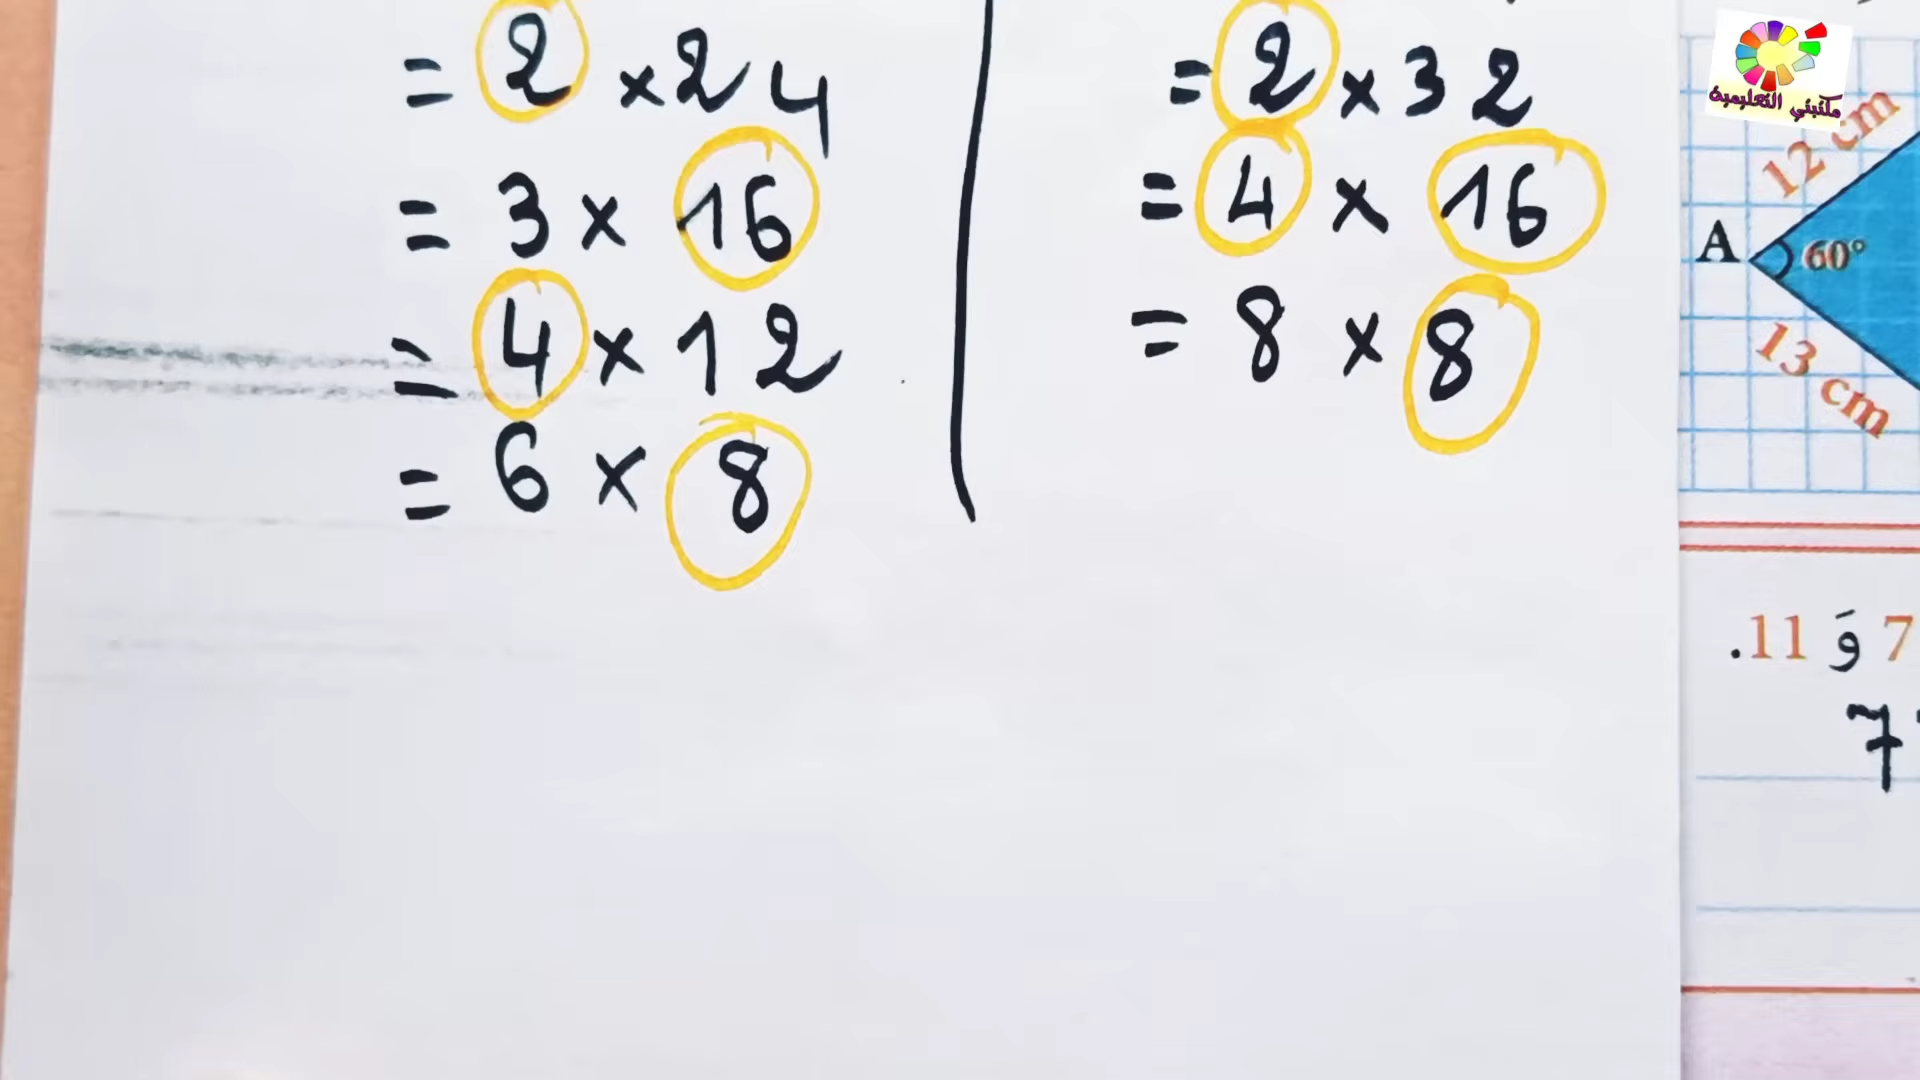 = 2 × 24
= 3 × 16
= 4 × 12
= 6 × 8
= 2 × 32
= 4 × 16
= 8 × 8
مكتبتي التعليمية
12 cm
A 60°
13 cm
7 وَ 11.
7